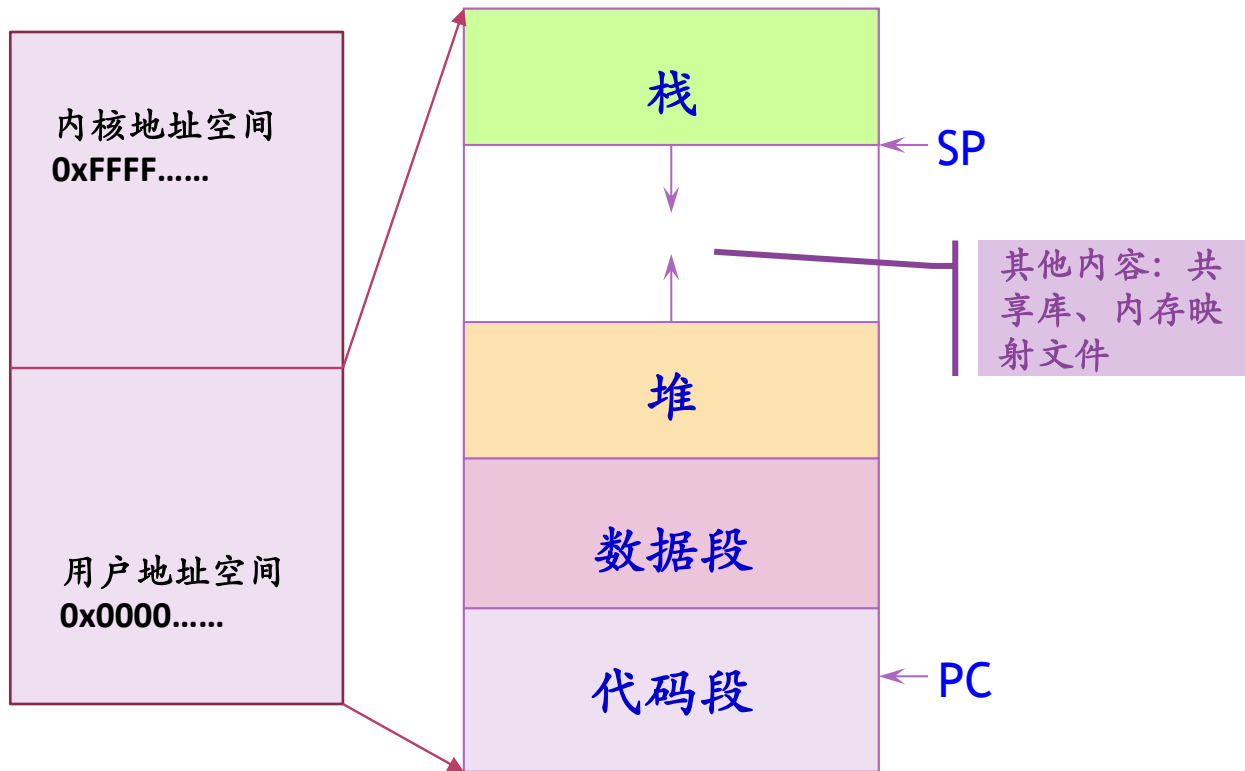 内核地址空间
0xFFFF......
用户地址空间
0x0000......
栈
SP
其他内容：共
享库、内存映
射文件
堆
数据段
代码段
PC